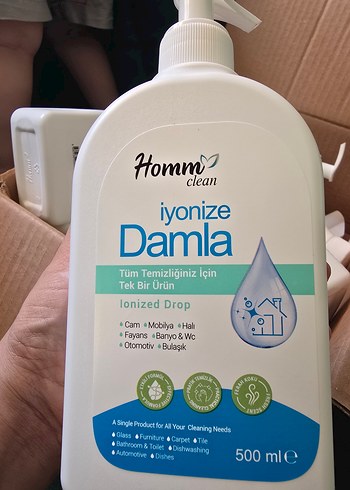 Homm
clean
iyonize
Damla
Tüm Temizliğiniz İçin
Tek Bir Ürün
Ionized Drop
Cam Mobilya Halı
Fayans Banyo & Wc
Otomotiv Bulaşık
A Single Product for All Your Cleaning Needs
Glass Furniture Carpet Tile
Bathroom & Toilet Dishwashing
Automotive Dishes
500 ml ℮